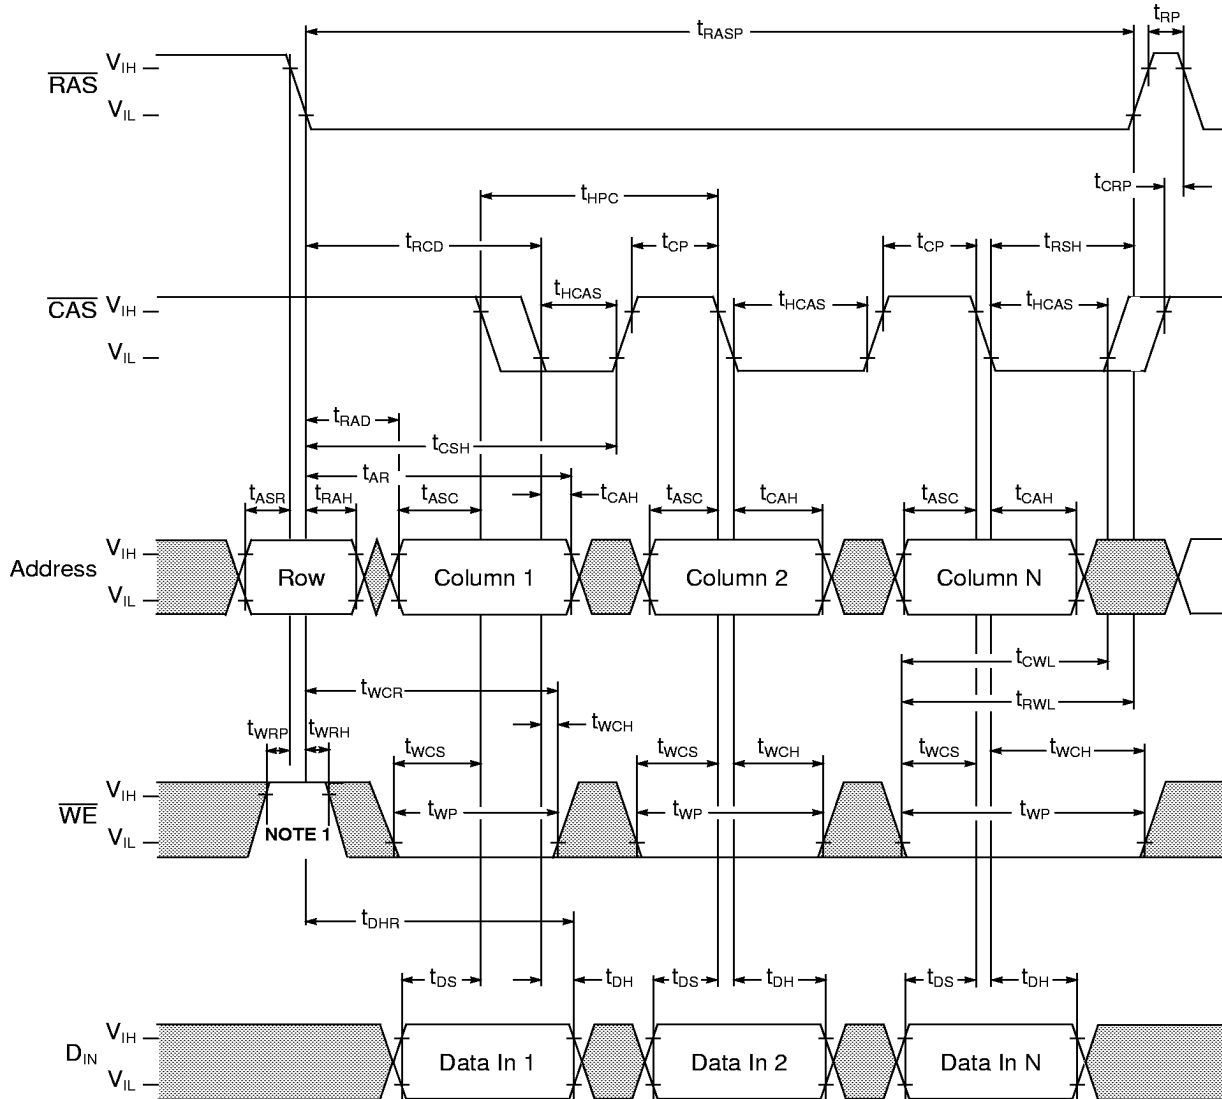 tRASP tRP
VIH
RAS
VIL
tCRP
tHPC
tRCD tCP tCP tRSH
tHCAS tHCAS tHCAS
VIH
CAS
VIL
tRAD
tCSH
tAR
tASR tRAH tASC tCAH tASC tCAH tASC tCAH
VIH
Address Row Column 1 Column 2 Column N
VIL
tCWL
tWCR tRWL
tWRP tWRH tWCH
tWCS tWCS tWCH tWCS tWCH
VIH
WE tWP tWP tWP
VIL NOTE 1
tDHR
tDS tDH tDS tDH tDS tDH
VIH
DIN Data In 1 Data In 2 Data In N
VIL